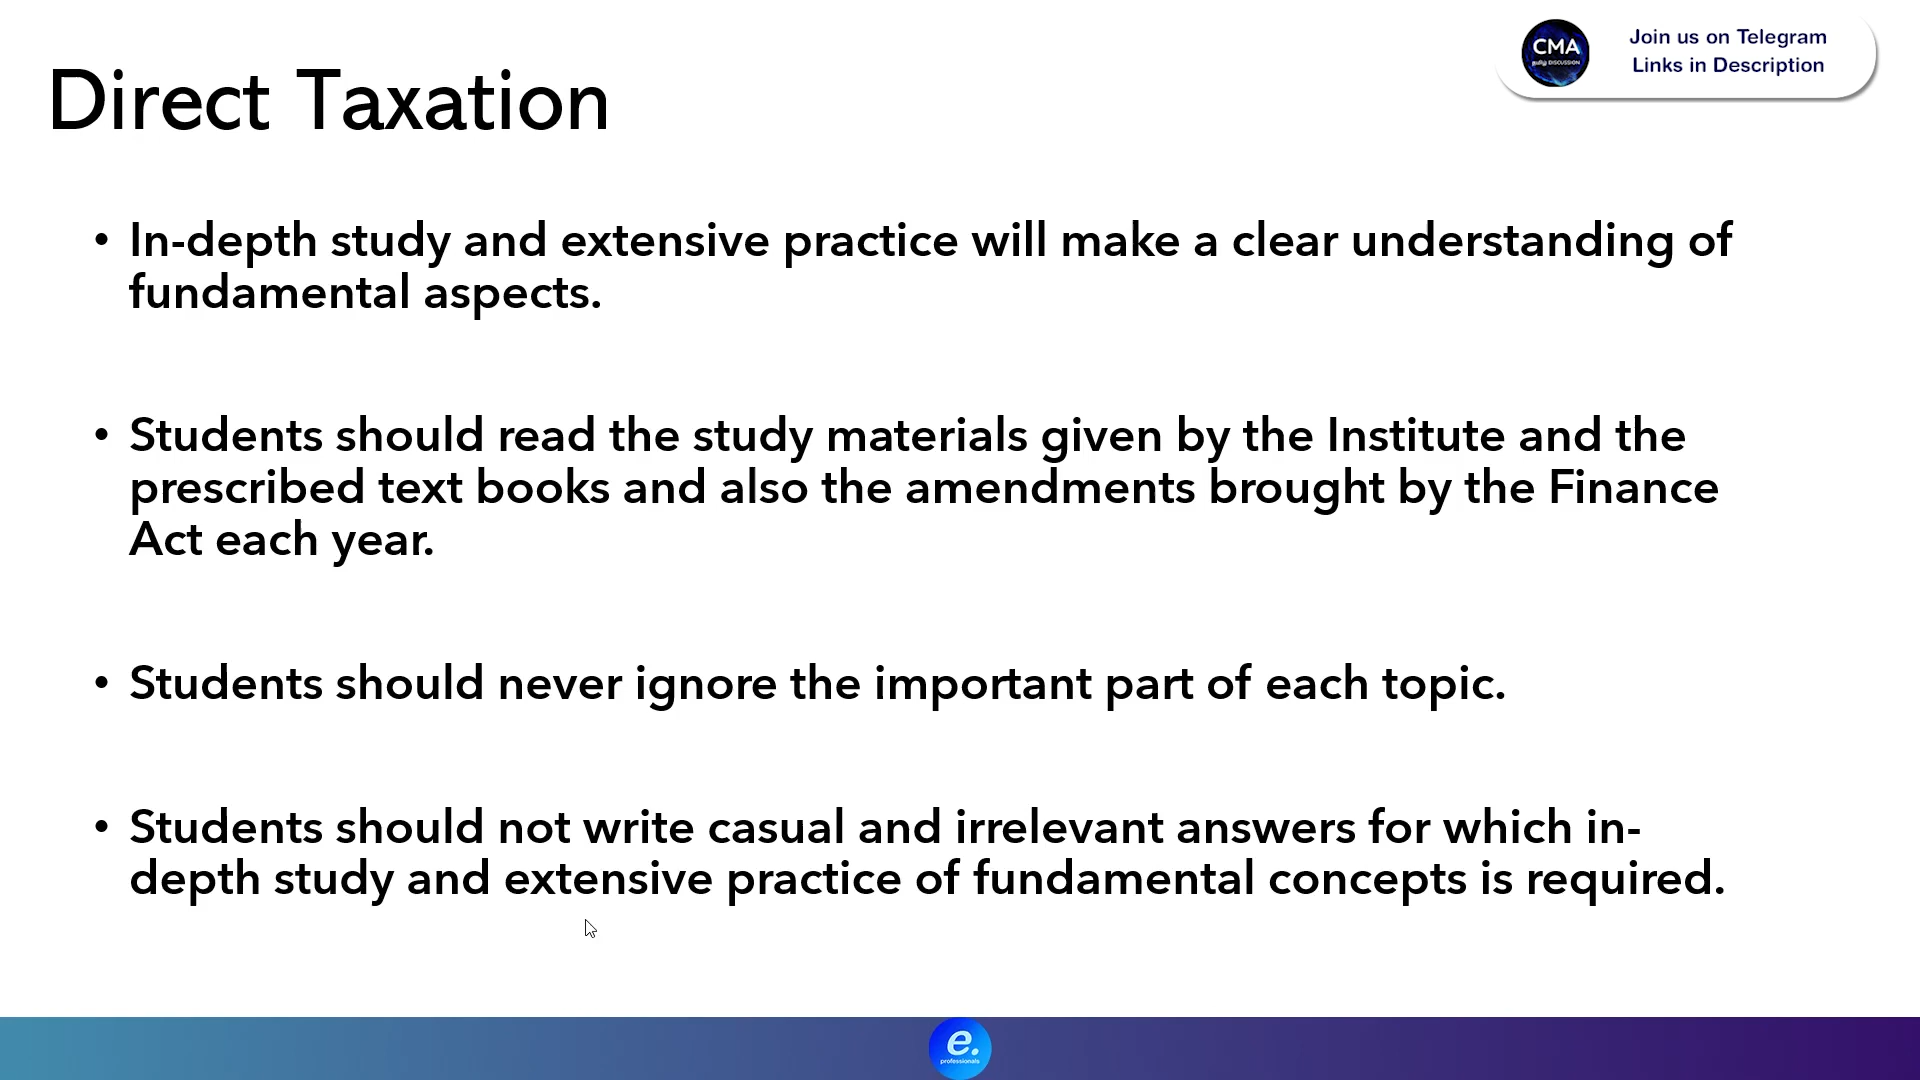 Direct Taxation
CMA
தமிழ் DISCUSSION
Join us on Telegram
Links in Description
• In-depth study and extensive practice will make a clear understanding of
fundamental aspects.
• Students should read the study materials given by the Institute and the
prescribed text books and also the amendments brought by the Finance
Act each year.
• Students should never ignore the important part of each topic.
• Students should not write casual and irrelevant answers for which in-
depth study and extensive practice of fundamental concepts is required.
e.
professionals